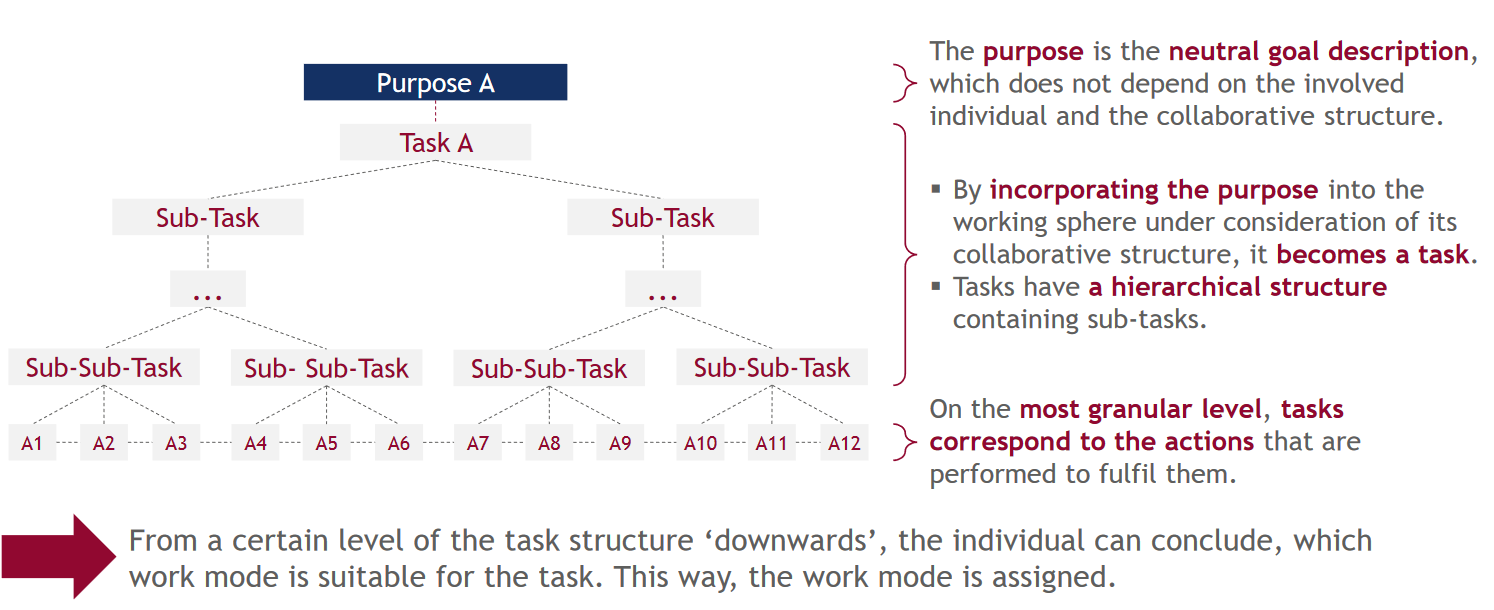 Purpose A
Task A
Sub-Task
Sub-Task
...
...
Sub-Sub-Task
Sub- Sub-Task
Sub-Sub-Task
Sub-Sub-Task
A1
A2
A3
A4
A5
A6
A7
A8
A9
A10
A11
A12
The purpose is the neutral goal description,
which does not depend on the involved
individual and the collaborative structure.
▪ By incorporating the purpose into the
working sphere under consideration of its
collaborative structure, it becomes a task.
▪ Tasks have a hierarchical structure
containing sub-tasks.
On the most granular level, tasks
correspond to the actions that are
performed to fulfil them.
From a certain level of the task structure ‘downwards’, the individual can conclude, which
work mode is suitable for the task. This way, the work mode is assigned.